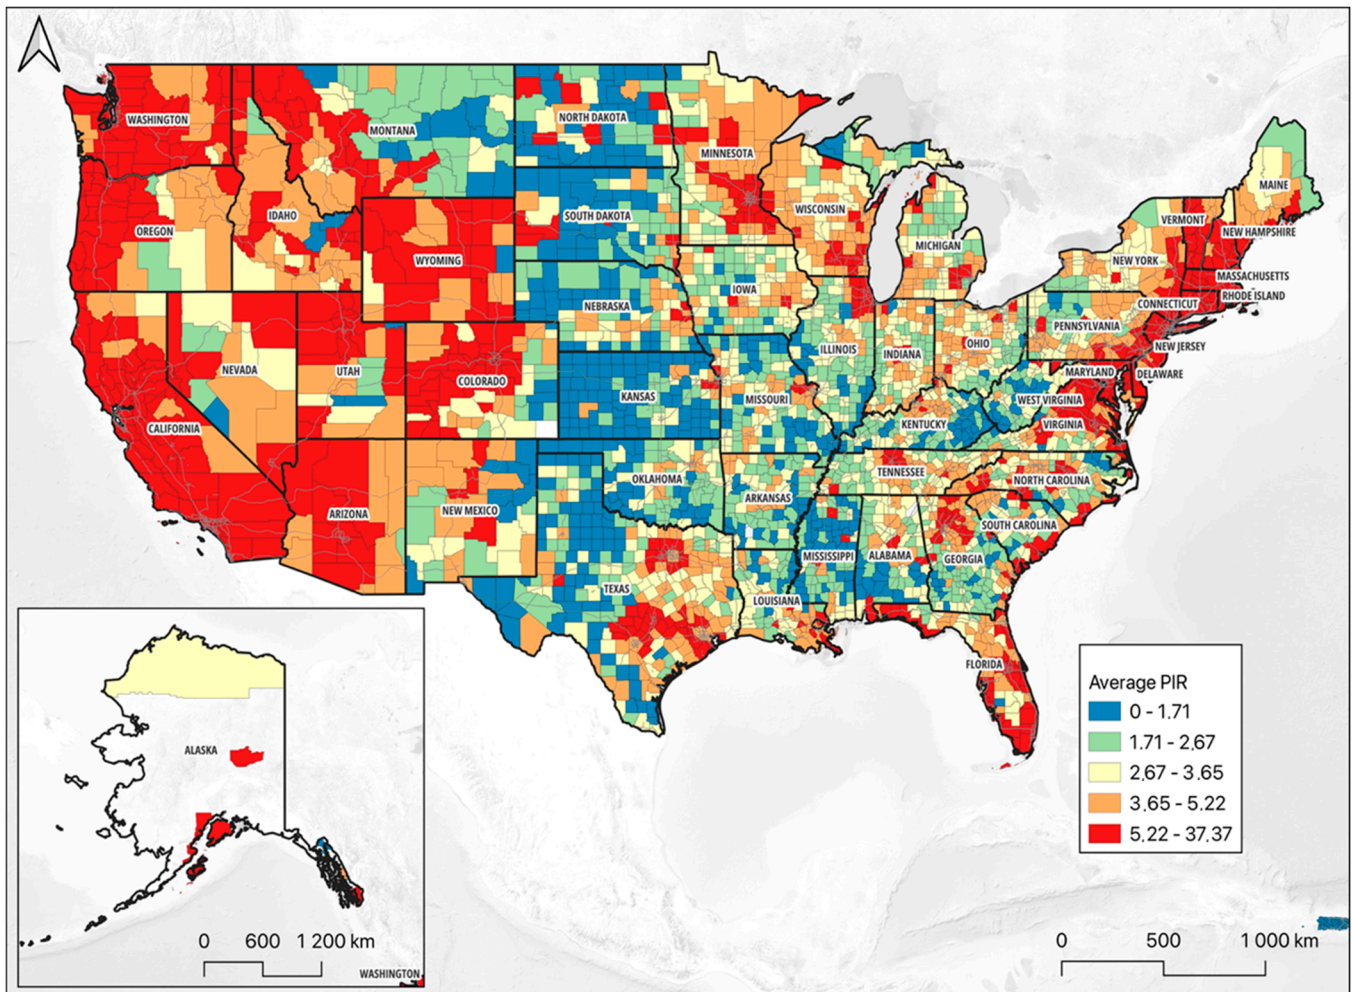 WASHINGTON
MONTANA
NORTH DAKOTA
MINNESOTA
OREGON
IDAHO
SOUTH DAKOTA
WISCONSIN
MICHIGAN
MAINE
VERMONT
NEW HAMPSHIRE
WYOMING
NEW YORK
MASSACHUSETTS
RHODE ISLAND
CONNECTICUT
IOWA
NEBRASKA
PENNSYLVANIA
NEW JERSEY
NEVADA
UTAH
COLORADO
ILLINOIS
INDIANA
OHIO
MARYLAND
DELAWARE
CALIFORNIA
KANSAS
MISSOURI
WEST VIRGINIA
KENTUCKY
VIRGINIA
ARIZONA
NEW MEXICO
OKLAHOMA
ARKANSAS
TENNESSEE
NORTH CAROLINA
SOUTH CAROLINA
MISSISSIPPI
ALABAMA
GEORGIA
TEXAS
LOUISIANA
FLORIDA
Average PIR
0 - 1.71
1.71 - 2,67
2,67 - 3.65
3.65 - 5.22
5,22 - 37,37
ALASKA
0 600 1 200 km
WASHINGTON
0 500 1 000 km